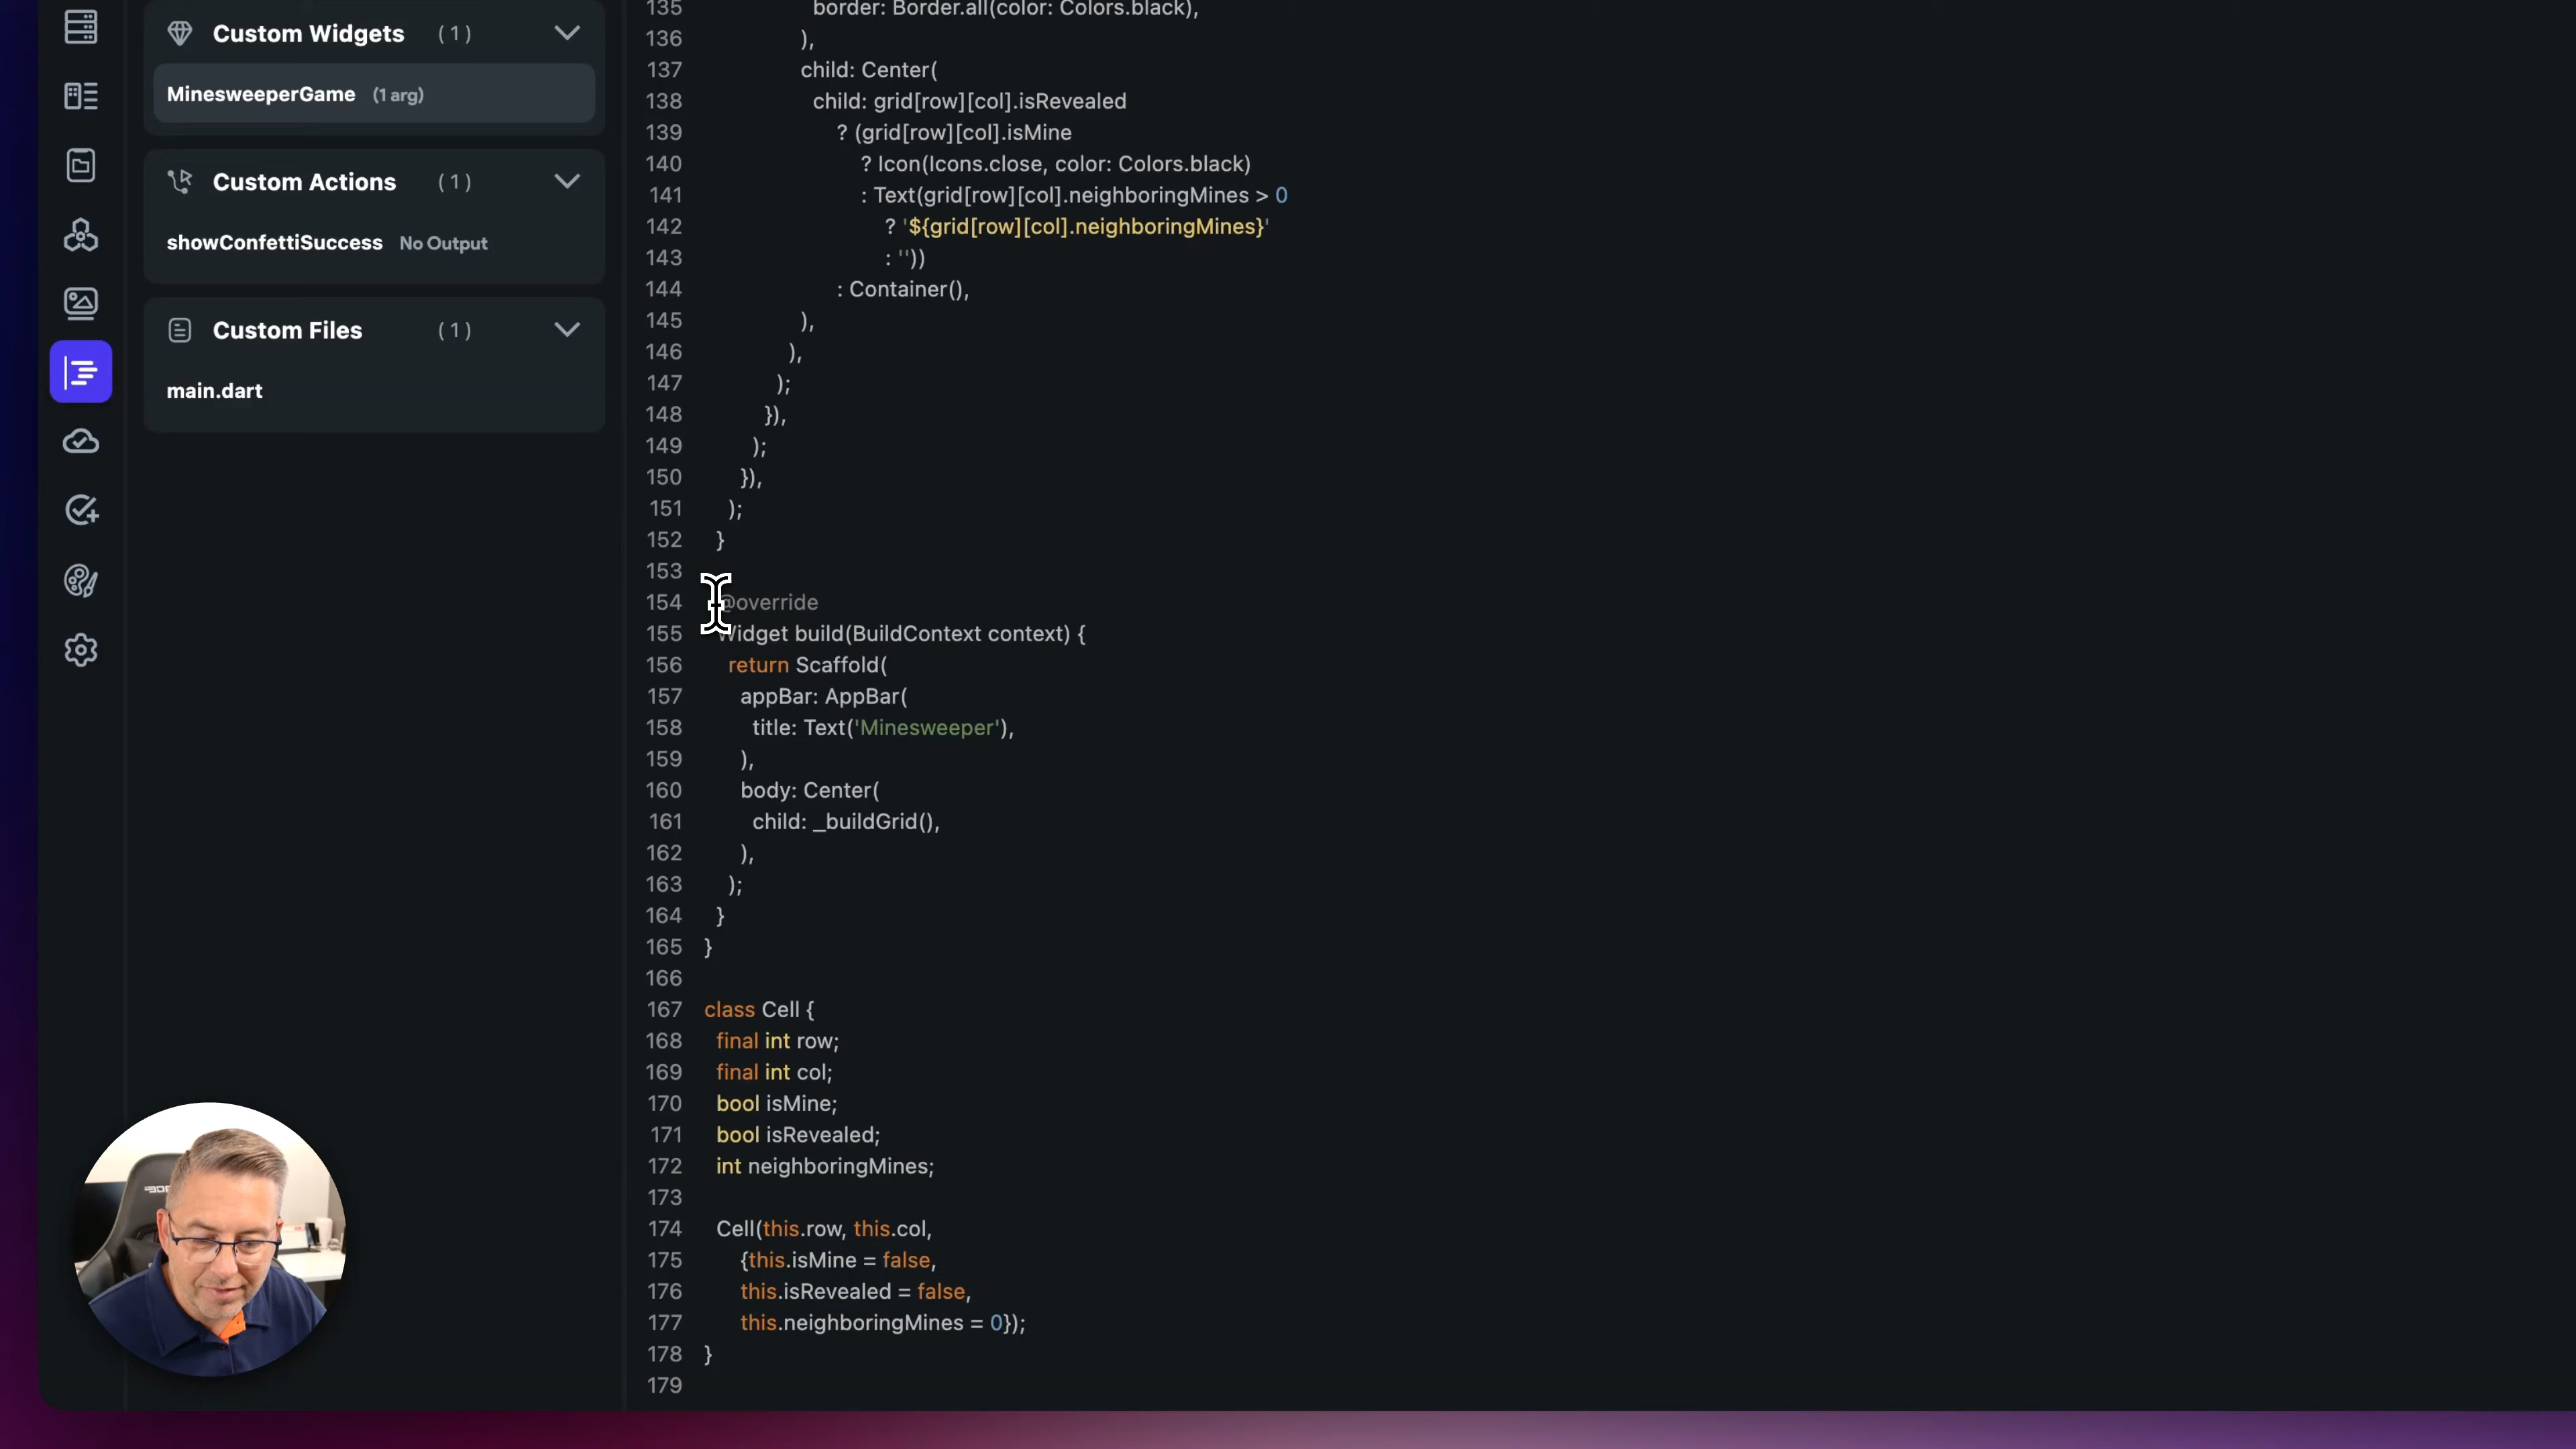 Custom Widgets (1)
MinesweeperGame (1 arg)
Custom Actions (1)
showConfettiSuccess No Output
Custom Files (1)
main.dart
135 border: Border.all(color: Colors.black),
136 ),
137 child: Center(
138 child: grid[row][col].isRevealed
139 ? (grid[row][col].isMine
140 ? Icon(Icons.close, color: Colors.black)
141 : Text(grid[row][col].neighboringMines > 0
142 ? '${grid[row][col].neighboringMines}'
143 : ''))
144 : Container(),
145 ),
146 ),
147 );
148 }),
149 );
150 }),
151 );
152 }
153
154 @override
155 Widget build(BuildContext context) {
156 return Scaffold(
157 appBar: AppBar(
158 title: Text('Minesweeper'),
159 ),
160 body: Center(
161 child: _buildGrid(),
162 ),
163 );
164 }
165 }
166
167 class Cell {
168 final int row;
169 final int col;
170 bool isMine;
171 bool isRevealed;
172 int neighboringMines;
173
174 Cell(this.row, this.col,
175 {this.isMine = false,
176 this.isRevealed = false,
177 this.neighboringMines = 0});
178 }
179